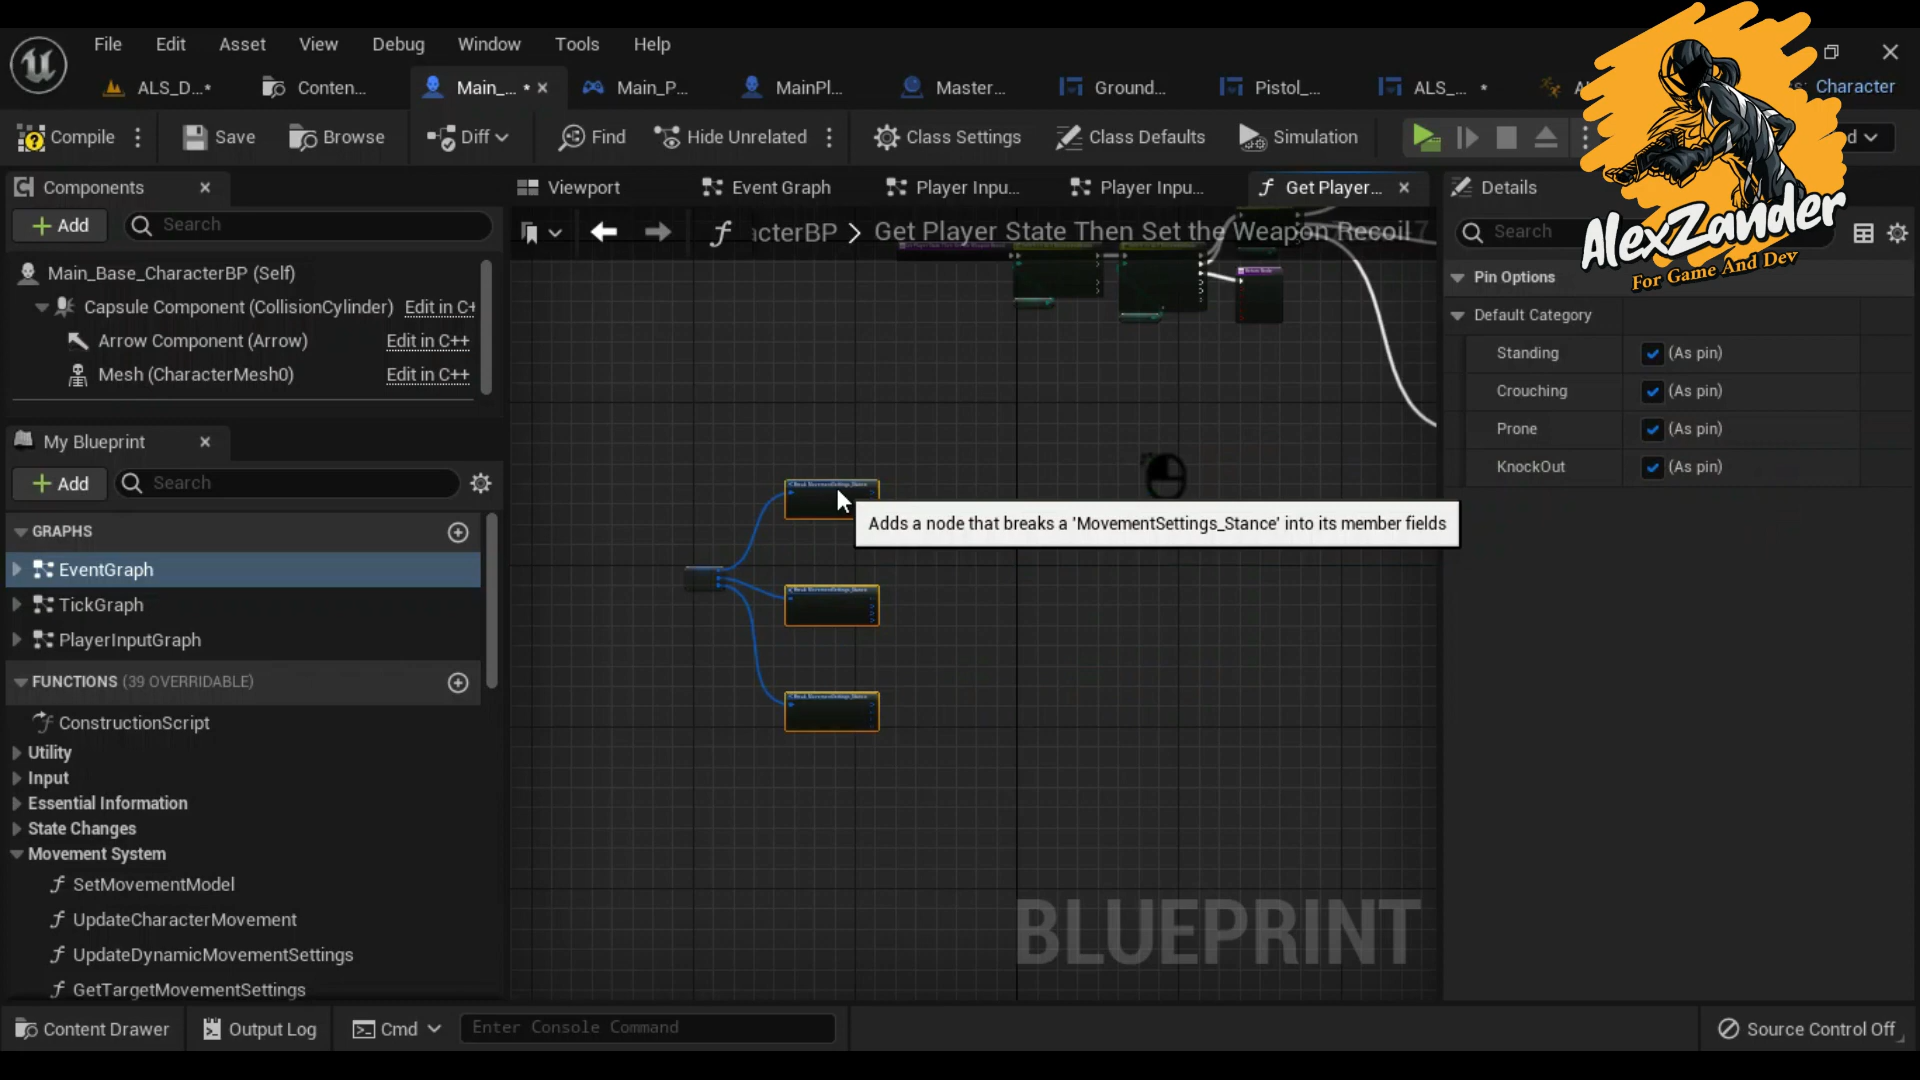 File Edit Asset View Debug Window Tools Help
ALS_D...* Conten... Main_... * Main_P... MainPl... Master... Ground... Pistol_... ALS_... * : Character
Compile Save Browse Diff Find Hide Unrelated Class Settings Class Defaults Simulation
AlexZander
For Game And Dev
Components
Add Search
Main_Base_CharacterBP (Self)
Capsule Component (CollisionCylinder) Edit in C+
Arrow Component (Arrow) Edit in C++
Mesh (CharacterMesh0) Edit in C++
My Blueprint
Add Search
GRAPHS
EventGraph
TickGraph
PlayerInputGraph
FUNCTIONS (39 OVERRIDABLE)
ConstructionScript
Utility
Input
Essential Information
State Changes
Movement System
SetMovementModel
UpdateCharacterMovement
UpdateDynamicMovementSettings
GetTargetMovementSettings
Viewport Event Graph Player Inpu... Player Inpu... Get Player...
acterBP > Get Player State Then Set the Weapon Recoil
Adds a node that breaks a 'MovementSettings_Stance' into its member fields
BLUEPRINT
Details
Search
Pin Options
Default Category
Standing (As pin)
Crouching (As pin)
Prone (As pin)
KnockOut (As pin)
Content Drawer Output Log Cmd Enter Console Command Source Control Off